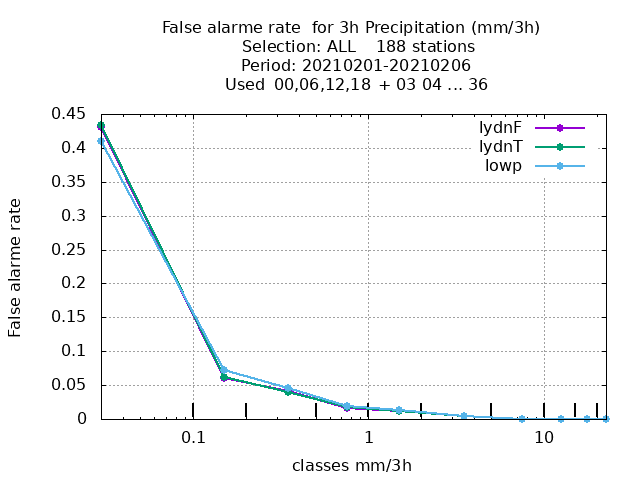 False alarme rate  for 3h Precipitation (mm/3h)
Selection: ALL    188 stations
Period: 20210201-20210206
Used  00,06,12,18  + 03 04 ... 36
lydnF
lydnT
lowp
0.45
0.4
0.35
0.3
0.25
0.2
0.15
0.1
0.05
0
False alarme rate
0.1
1
10
classes mm/3h